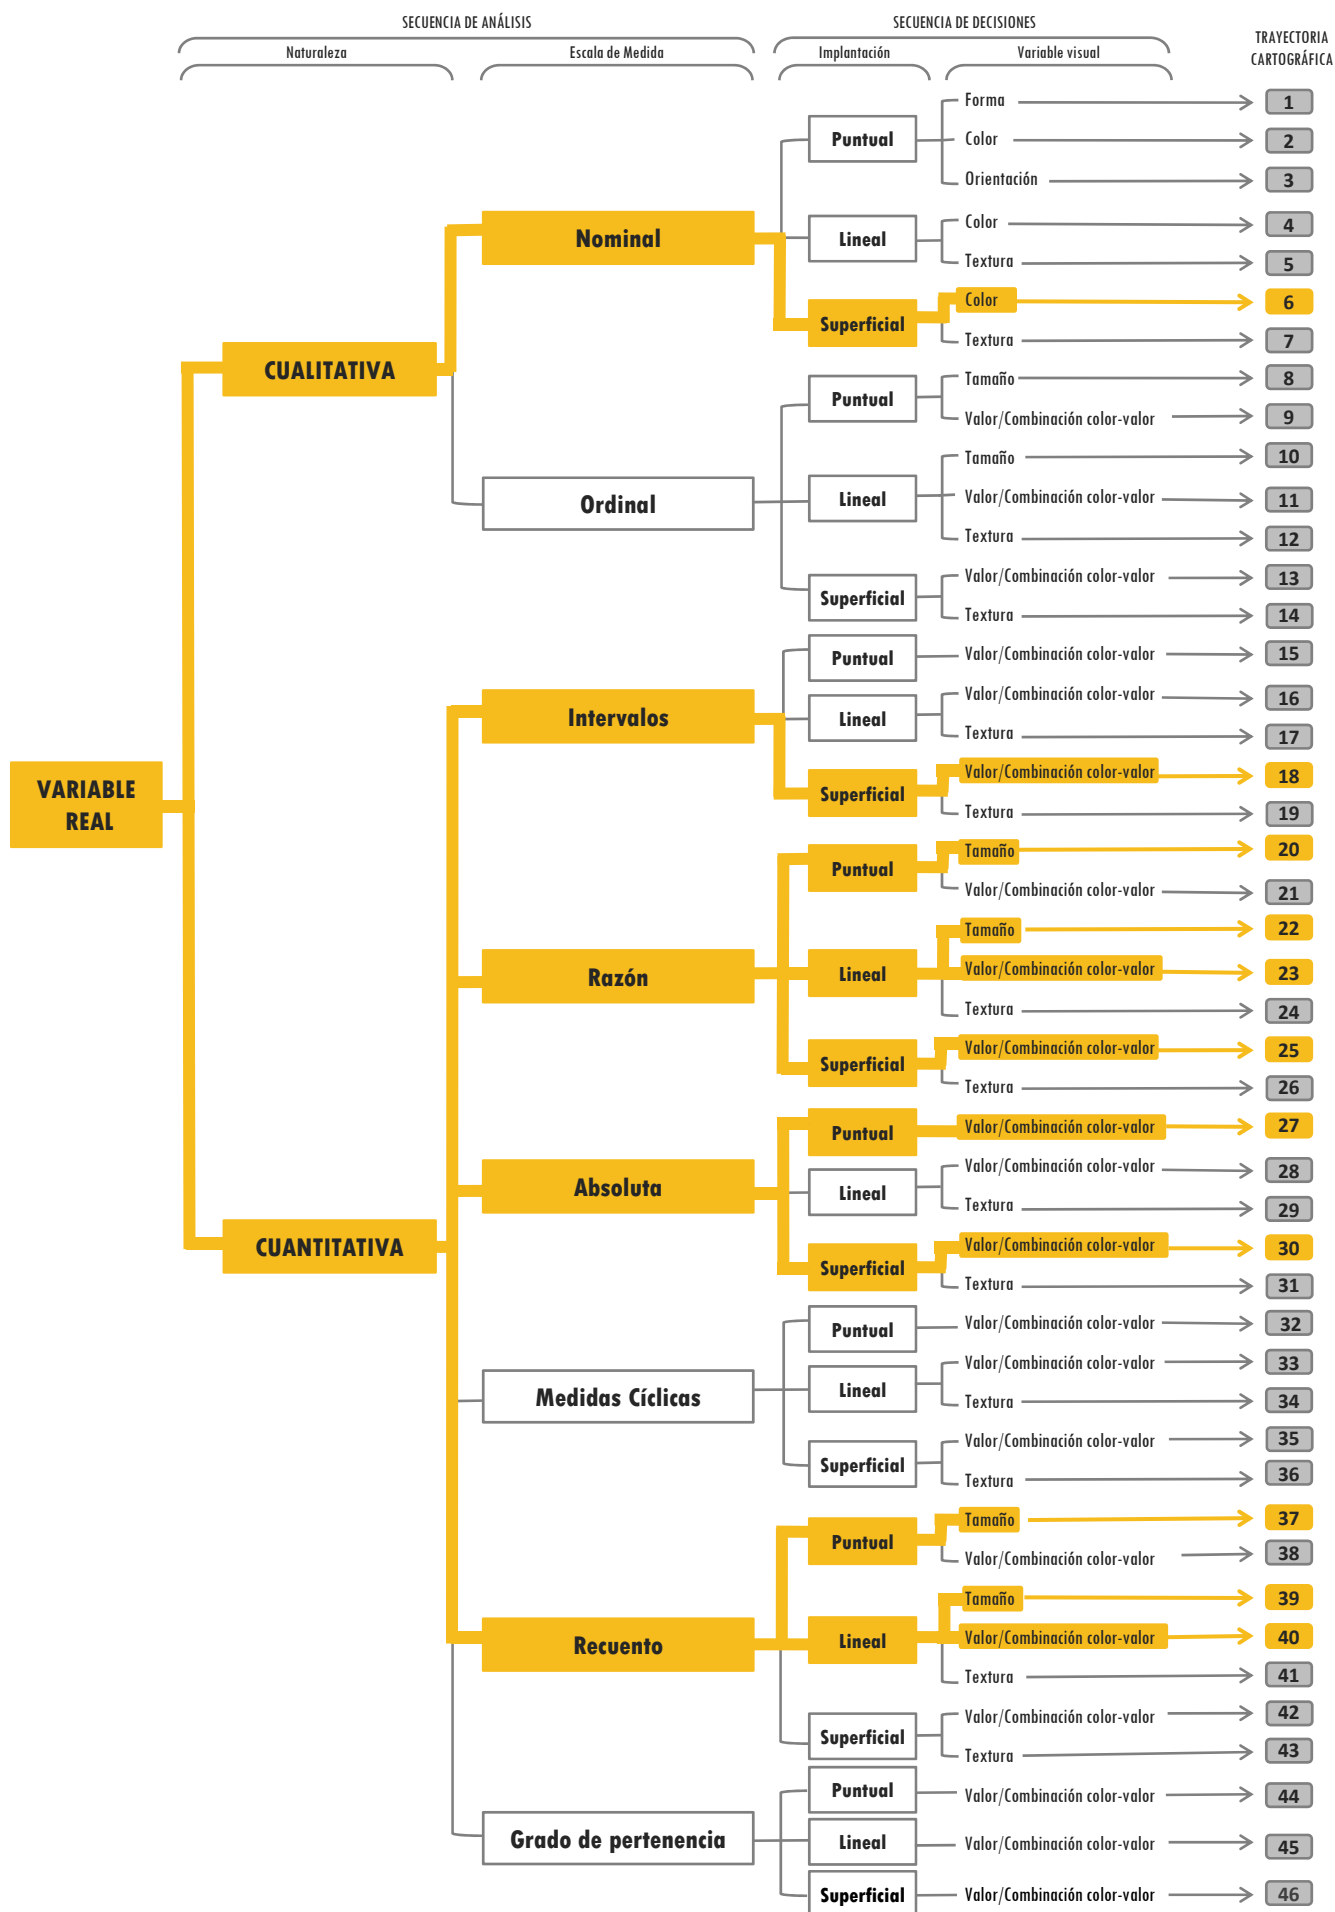 SECUENCIA DE ANÁLISIS
SECUENCIA DE DECISIONES
TRAYECTORIA
CARTOGRÁFICA
Naturaleza
Escala de Medida
Implantación
Variable visual
VARIABLE
REAL
CUALITATIVA
Nominal
Puntual
Forma
1
Color
2
Orientación
3
Lineal
Color
4
Textura
5
Superficial
Color
6
Textura
7
Ordinal
Puntual
Tamaño
8
Valor/Combinación color-valor
9
Lineal
Tamaño
10
Valor/Combinación color-valor
11
Textura
12
Superficial
Valor/Combinación color-valor
13
Textura
14
CUANTITATIVA
Intervalos
Puntual
Valor/Combinación color-valor
15
Lineal
Valor/Combinación color-valor
16
Textura
17
Superficial
Valor/Combinación color-valor
18
Textura
19
Razón
Puntual
Tamaño
20
Valor/Combinación color-valor
21
Lineal
Tamaño
22
Valor/Combinación color-valor
23
Textura
24
Superficial
Valor/Combinación color-valor
25
Textura
26
Absoluta
Puntual
Valor/Combinación color-valor
27
Lineal
Valor/Combinación color-valor
28
Textura
29
Superficial
Valor/Combinación color-valor
30
Textura
31
Medidas Cíclicas
Puntual
Valor/Combinación color-valor
32
Lineal
Valor/Combinación color-valor
33
Textura
34
Superficial
Valor/Combinación color-valor
35
Textura
36
Recuento
Puntual
Tamaño
37
Valor/Combinación color-valor
38
Lineal
Tamaño
39
Valor/Combinación color-valor
40
Textura
41
Superficial
Valor/Combinación color-valor
42
Textura
43
Grado de pertenencia
Puntual
Valor/Combinación color-valor
44
Lineal
Valor/Combinación color-valor
45
Superficial
Valor/Combinación color-valor
46